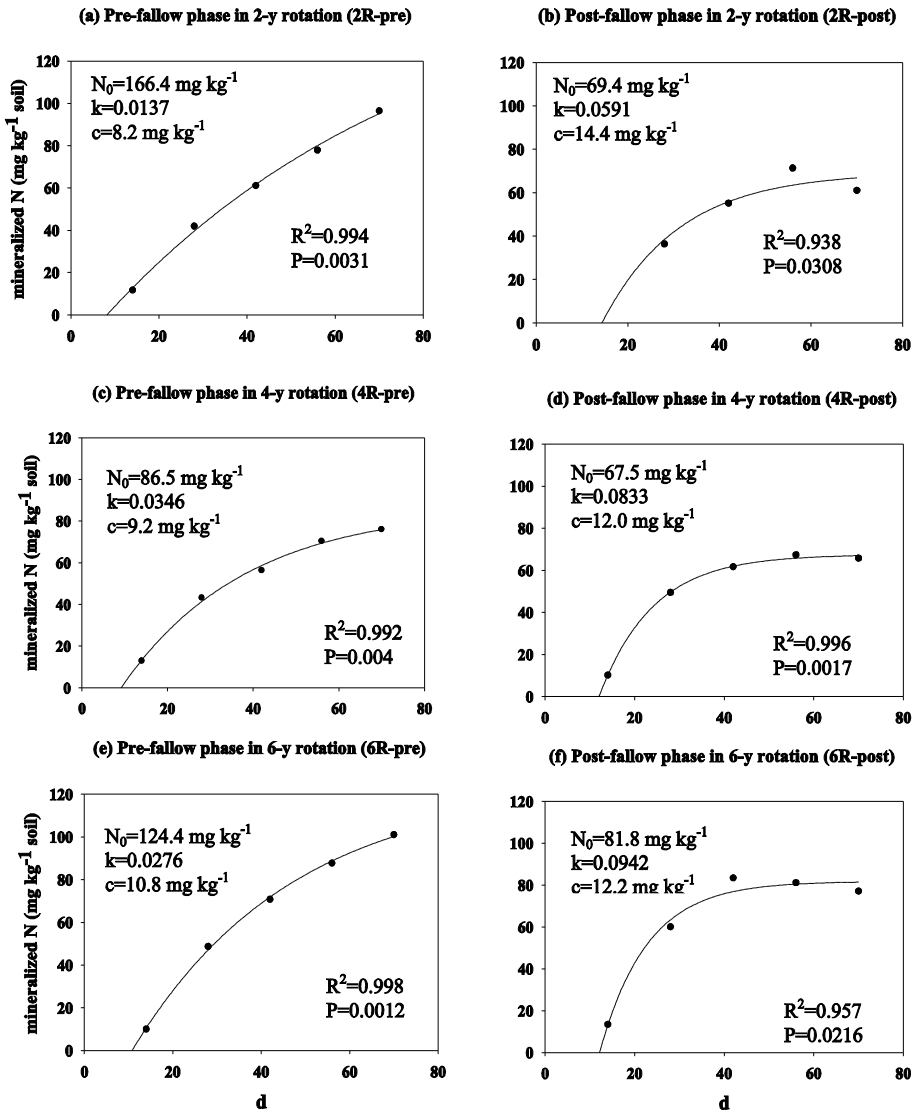 (a) Pre-fallow phase in 2-y rotation (2R-pre)
mineralized N (mg kg⁻¹ soil)
120
100
80
60
40
20
0
N₀=166.4 mg kg⁻¹
k=0.0137
c=8.2 mg kg⁻¹
R²=0.994
P=0.0031
0 20 40 60 80
(b) Post-fallow phase in 2-y rotation (2R-post)
120
100
80
60
40
20
0
N₀=69.4 mg kg⁻¹
k=0.0591
c=14.4 mg kg⁻¹
R²=0.938
P=0.0308
0 20 40 60 80
(c) Pre-fallow phase in 4-y rotation (4R-pre)
mineralized N (mg kg⁻¹ soil)
120
100
80
60
40
20
0
N₀=86.5 mg kg⁻¹
k=0.0346
c=9.2 mg kg⁻¹
R²=0.992
P=0.004
0 20 40 60 80
(d) Post-fallow phase in 4-y rotation (4R-post)
120
100
80
60
40
20
0
N₀=67.5 mg kg⁻¹
k=0.0833
c=12.0 mg kg⁻¹
R²=0.996
P=0.0017
0 20 40 60 80
(e) Pre-fallow phase in 6-y rotation (6R-pre)
mineralized N (mg kg⁻¹ soil)
120
100
80
60
40
20
0
N₀=124.4 mg kg⁻¹
k=0.0276
c=10.8 mg kg⁻¹
R²=0.998
P=0.0012
0 20 40 60 80
d
(f) Post-fallow phase in 6-y rotation (6R-post)
120
100
80
60
40
20
0
N₀=81.8 mg kg⁻¹
k=0.0942
c=12.2 mg kg⁻¹
R²=0.957
P=0.0216
0 20 40 60 80
d